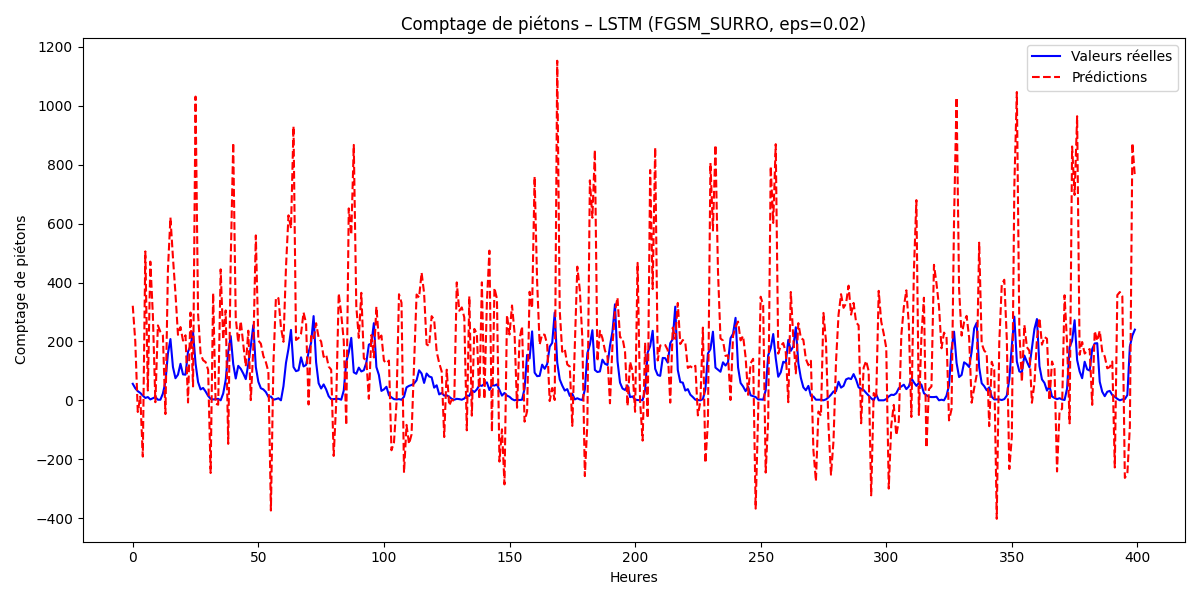 Comptage de piétons – LSTM (FGSM_SURRO, eps=0.02)
Valeurs réelles
Prédictions
Comptage de piétons
1200
1000
800
600
400
200
0
−200
−400
0 50 100 150 200 250 300 350 400
Heures